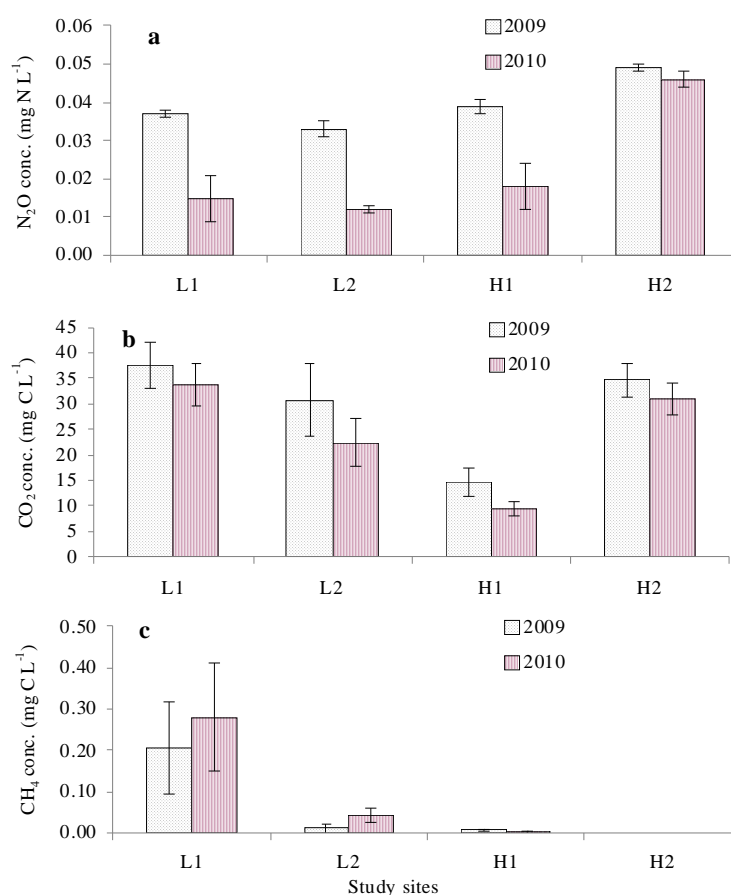 a
2009
2010
N₂O conc. (mg N L⁻¹)
0.06
0.05
0.04
0.03
0.02
0.01
0.00
L1 L2 H1 H2
b
2009
2010
CO₂ conc. (mg C L⁻¹)
45
40
35
30
25
20
15
10
5
0
L1 L2 H1 H2
c
2009
2010
CH₄ conc. (mg C L⁻¹)
0.50
0.40
0.30
0.20
0.10
0.00
L1 L2 H1 H2
Study sites